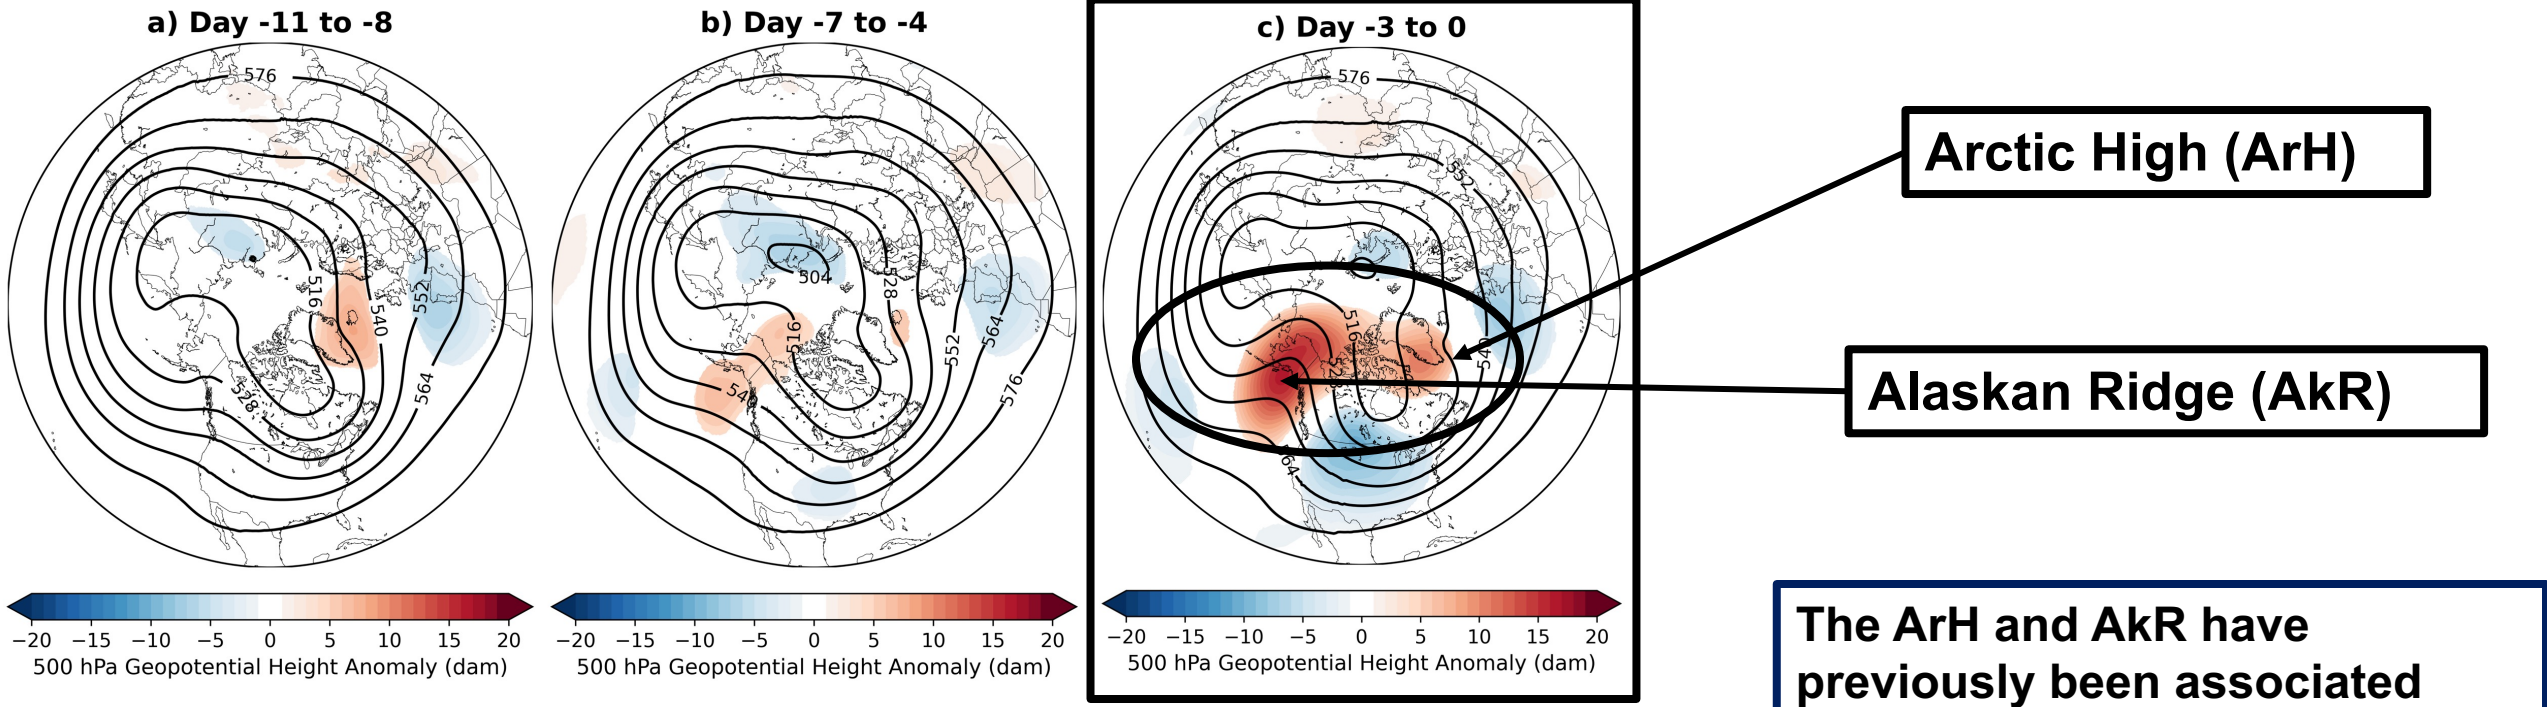 a) Day -11 to -8
576
516
540
552
528
564
−20 −15 −10 −5 0 5 10 15 20
500 hPa Geopotential Height Anomaly (dam)
b) Day -7 to -4
504
528
516
540
552
564
576
−20 −15 −10 −5 0 5 10 15 20
500 hPa Geopotential Height Anomaly (dam)
c) Day -3 to 0
576
552
516
528
540
564
−20 −15 −10 −5 0 5 10 15 20
500 hPa Geopotential Height Anomaly (dam)
Arctic High (ArH)
Alaskan Ridge (AkR)
The ArH and AkR have
previously been associated